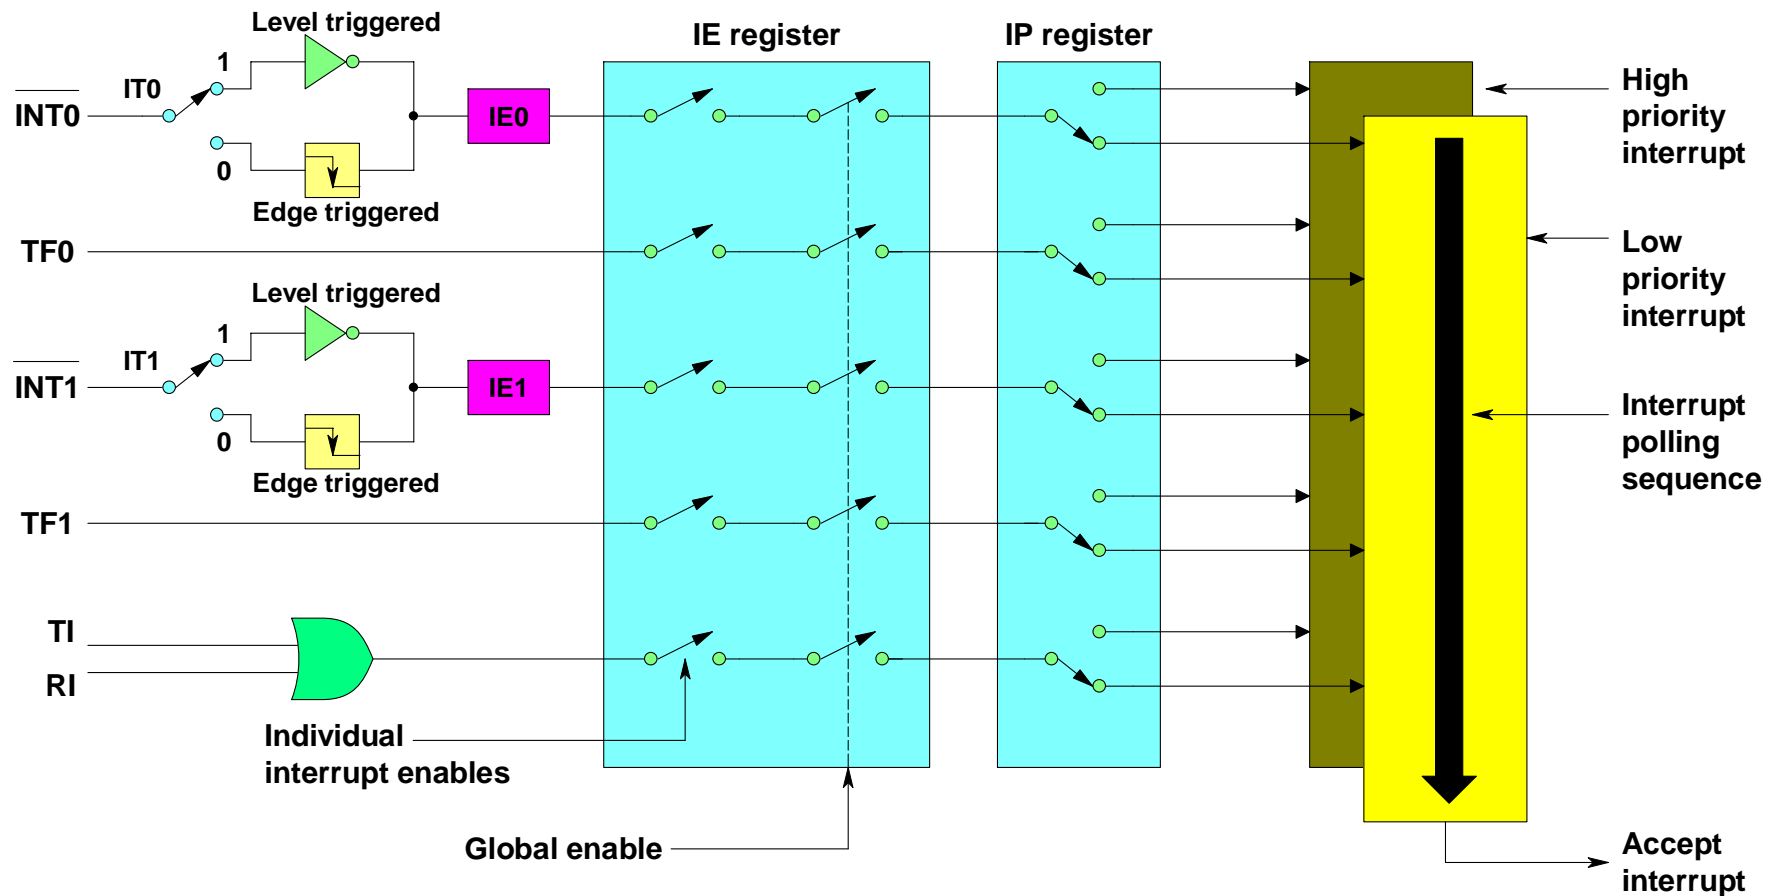 Level triggered
IE register
IP register
IT0
1
INT0
IE0
0
Edge triggered
High
priority
interrupt
TF0
Low
priority
interrupt
Level triggered
IT1
1
INT1
IE1
0
Edge triggered
Interrupt
polling
sequence
TF1
TI
RI
Individual
interrupt enables
Global enable
Accept
interrupt